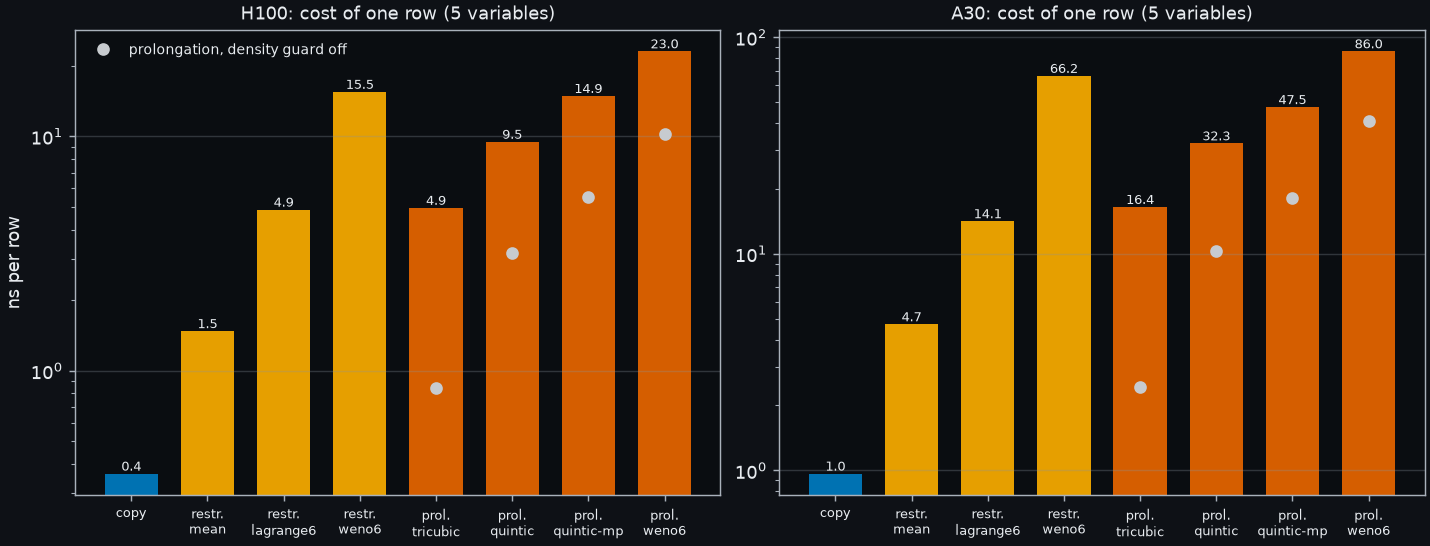 H100: cost of one row (5 variables)
ns per row
10¹
10⁰
prolongation, density guard off
0.4
1.5
4.9
15.5
4.9
9.5
14.9
23.0
copy
restr.
mean
restr.
lagrange6
restr.
weno6
prol.
tricubic
prol.
quintic
prol.
quintic-mp
prol.
weno6
A30: cost of one row (5 variables)
10²
10¹
10⁰
1.0
4.7
14.1
66.2
16.4
32.3
47.5
86.0
copy
restr.
mean
restr.
lagrange6
restr.
weno6
prol.
tricubic
prol.
quintic
prol.
quintic-mp
prol.
weno6